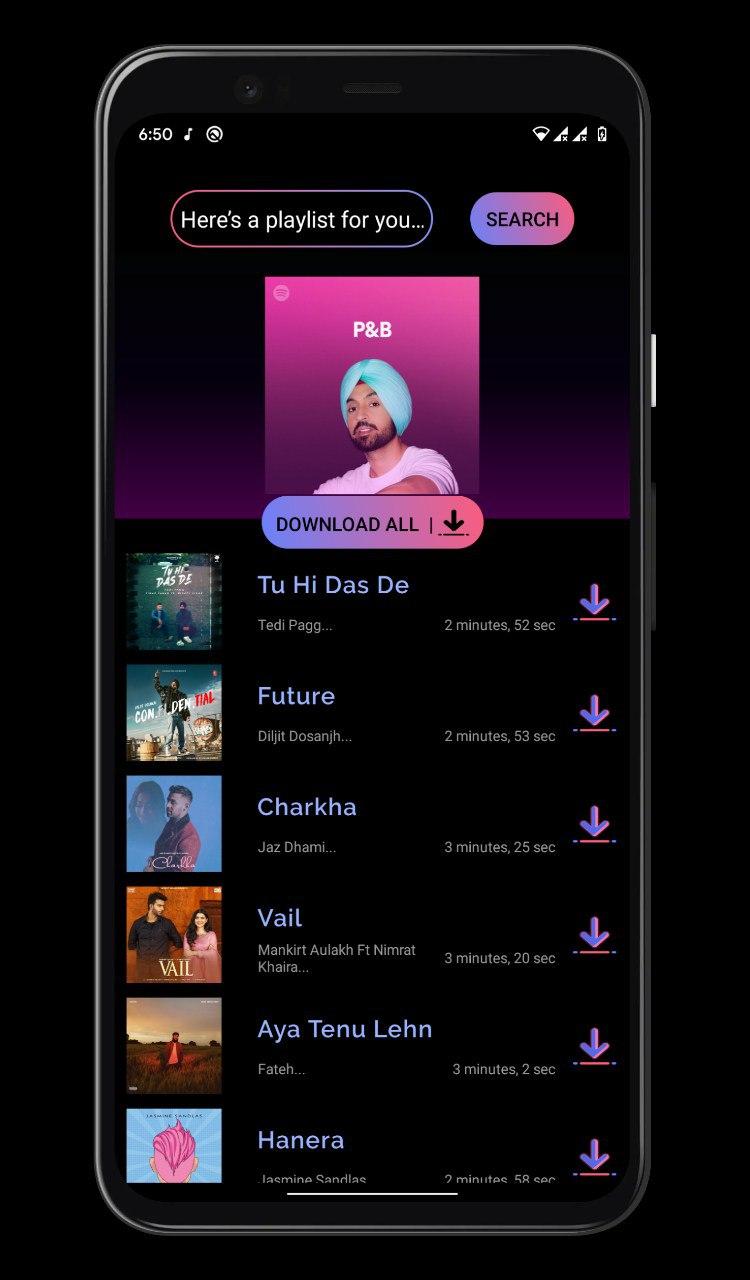 6:50
Here's a playlist for you...
SEARCH
P&B
DOWNLOAD ALL |
TU HI
DAS DE
Tu Hi Das De
Tedi Pagg...
2 minutes, 52 sec
CON.FI.DEN.TIAL
Future
Diljit Dosanjh...
2 minutes, 53 sec
Charkha
Charkha
Jaz Dhami...
3 minutes, 25 sec
VAIL
Vail
Mankirt Aulakh Ft Nimrat
Khaira...
3 minutes, 20 sec
Aya Tenu Lehn
Fateh...
3 minutes, 2 sec
JASMINE SANDLAS
Hanera
Jasmine Sandlas
2 minutes, 58 sec